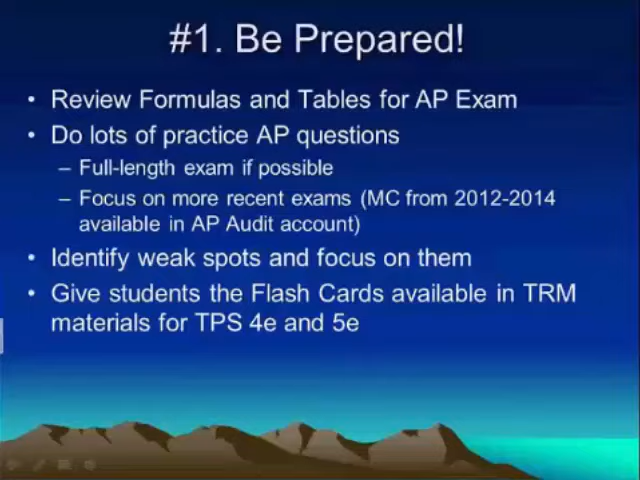 #1. Be Prepared!
• Review Formulas and Tables for AP Exam
• Do lots of practice AP questions
– Full-length exam if possible
– Focus on more recent exams (MC from 2012-2014
available in AP Audit account)
• Identify weak spots and focus on them
• Give students the Flash Cards available in TRM
materials for TPS 4e and 5e